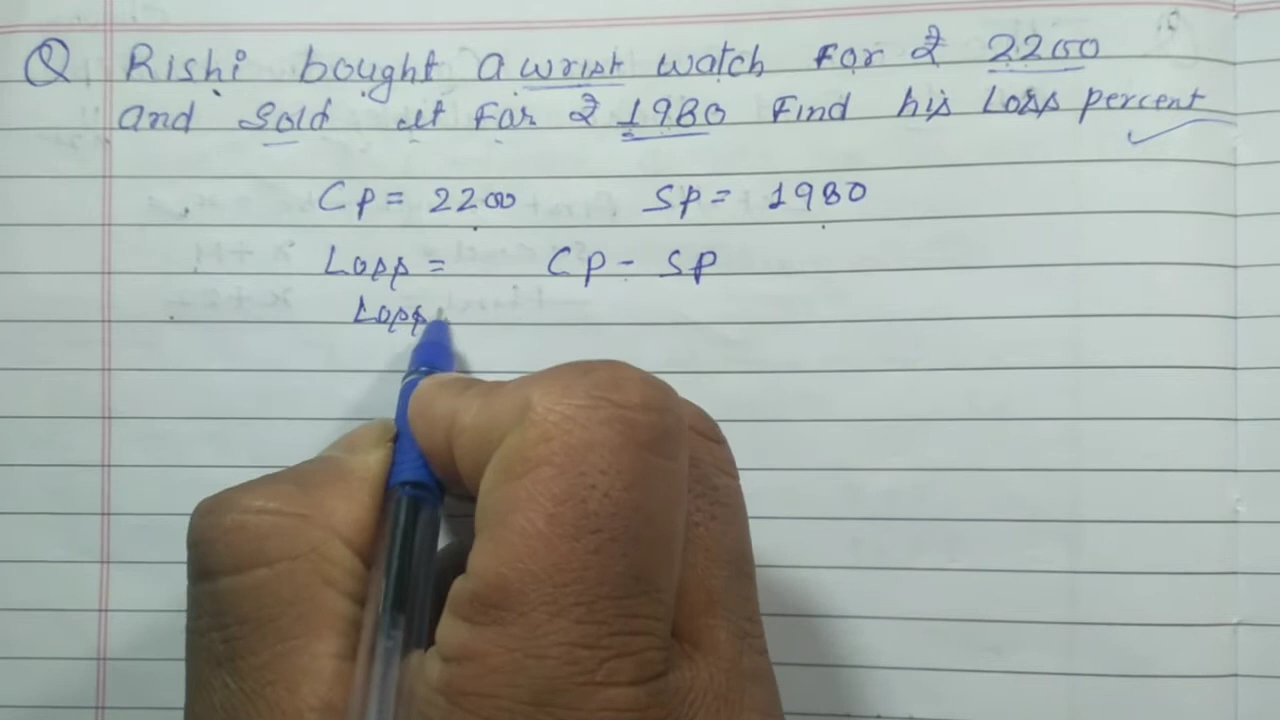 Q Rishi bought a wrist watch For ₹ 2200
and Sold it For ₹ 1980 Find his Loss percent
CP = 2200 SP = 1980
Loss = CP - SP
Loss